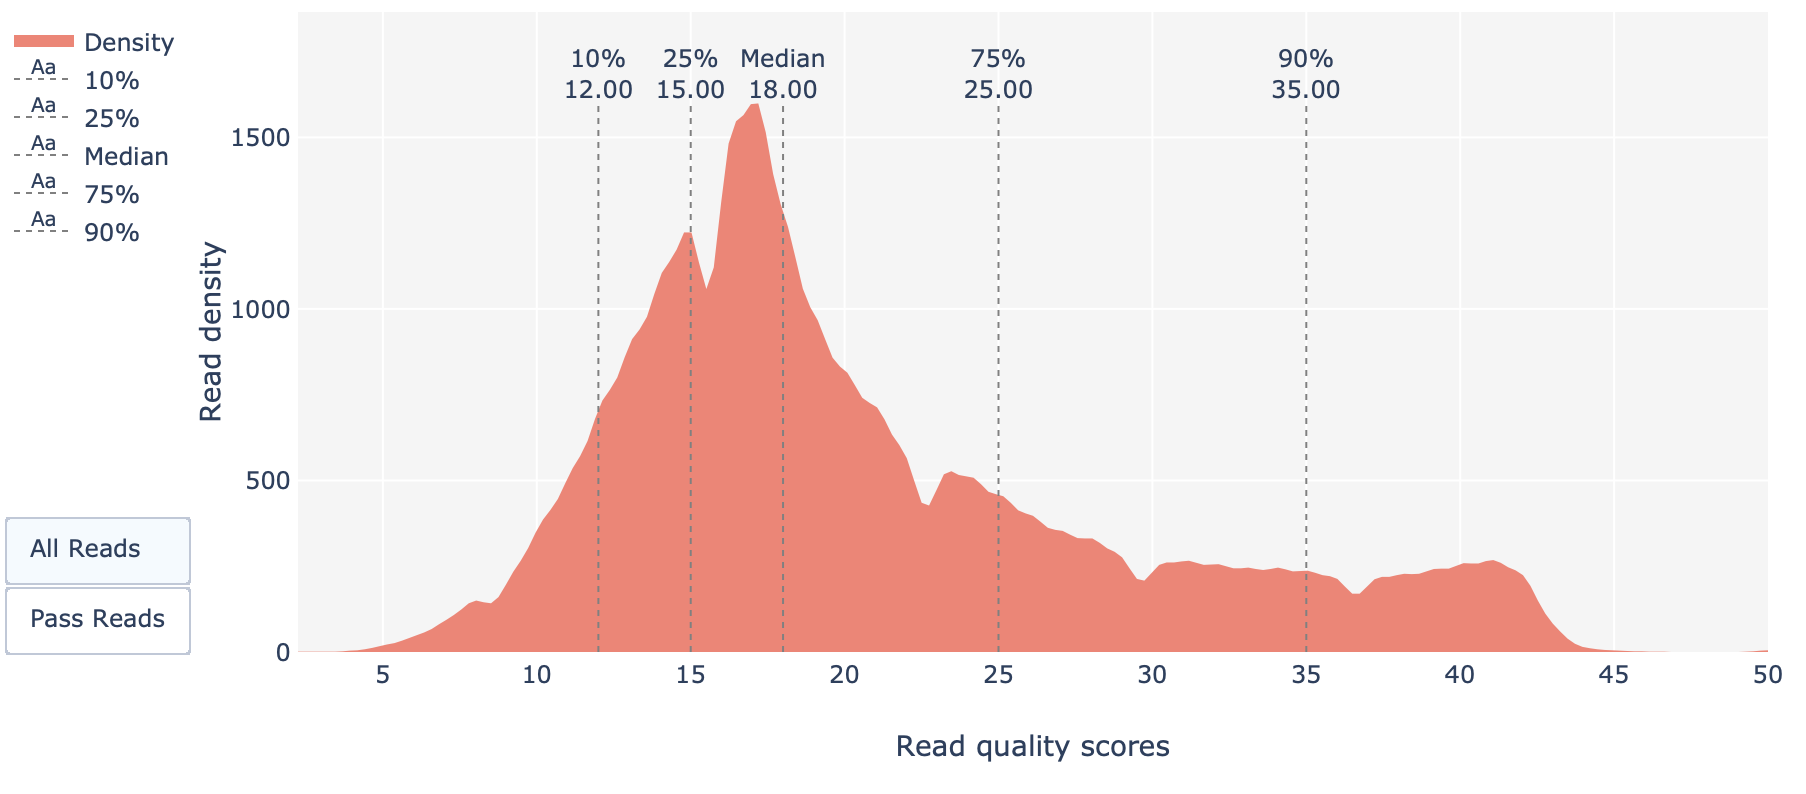 Density
Aa 10%
Aa 25%
Aa Median
Aa 75%
Aa 90%
All Reads
Pass Reads
10% 25% Median 75% 90%
12.00 15.00 18.00 25.00 35.00
Read density
1500
1000
500
0
5 10 15 20 25 30 35 40 45 50
Read quality scores